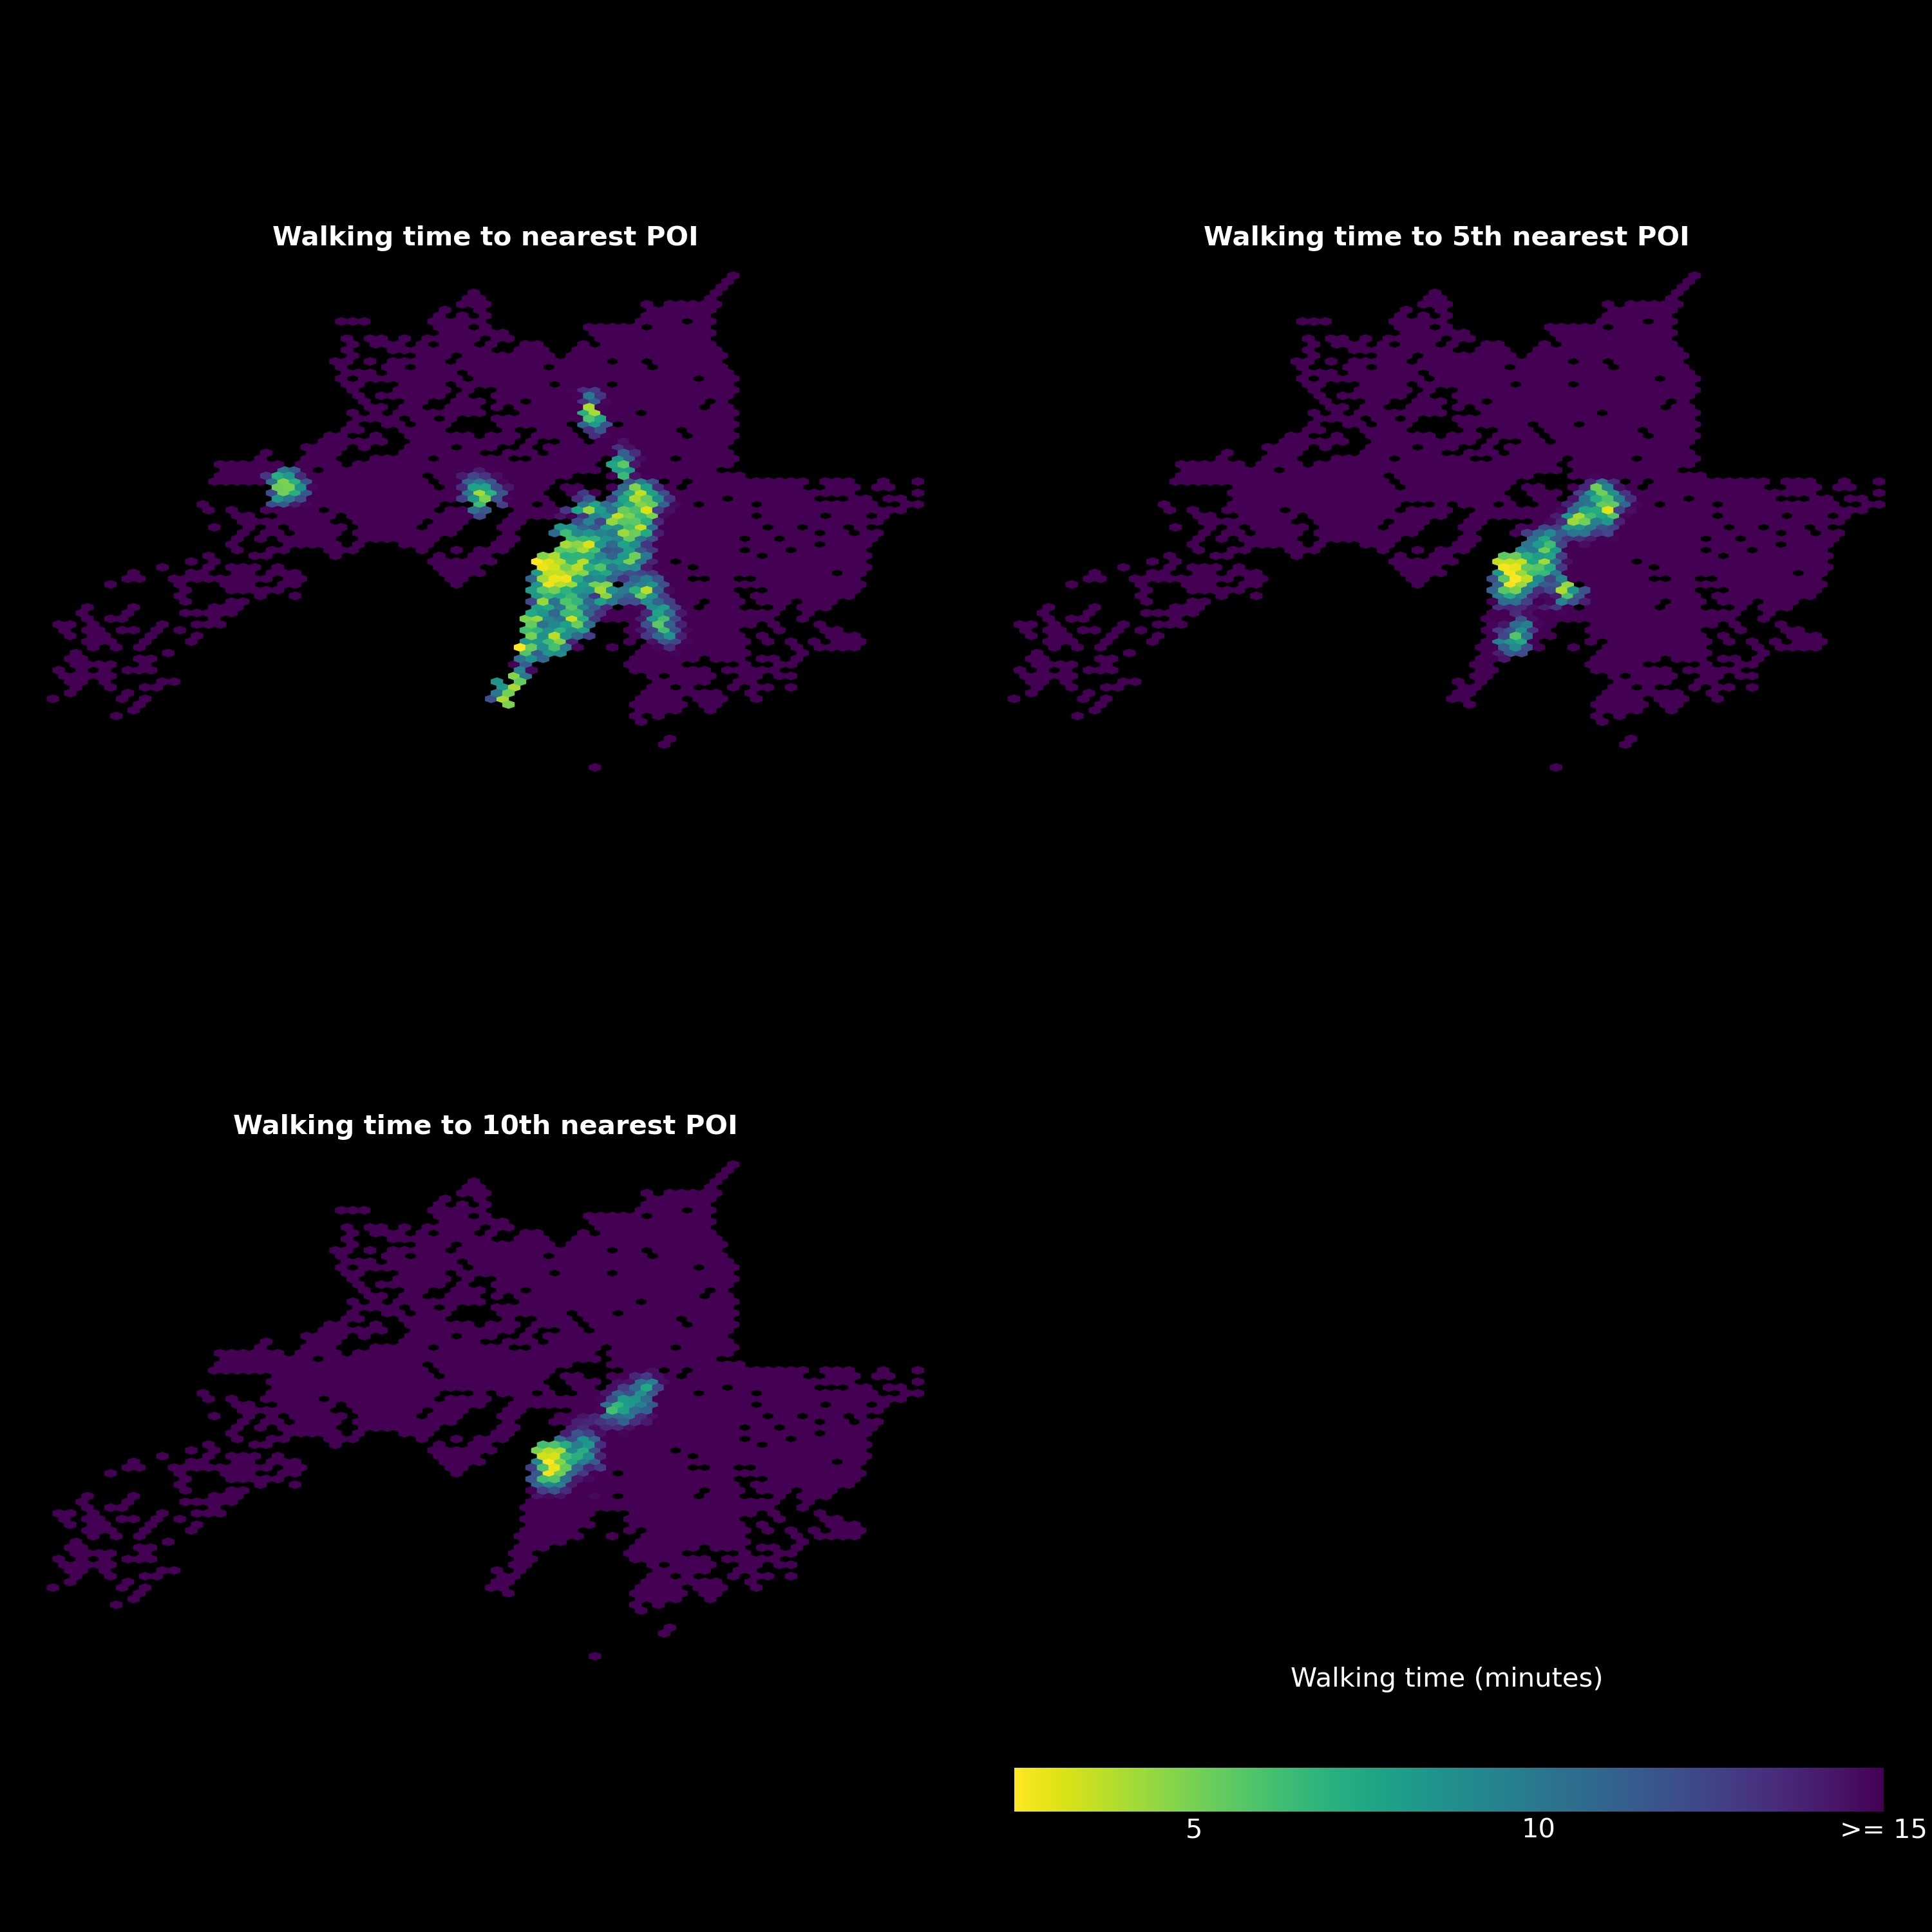 Walking time to nearest POI
Walking time to 5th nearest POI
Walking time to 10th nearest POI
Walking time (minutes)
5
10
>= 15